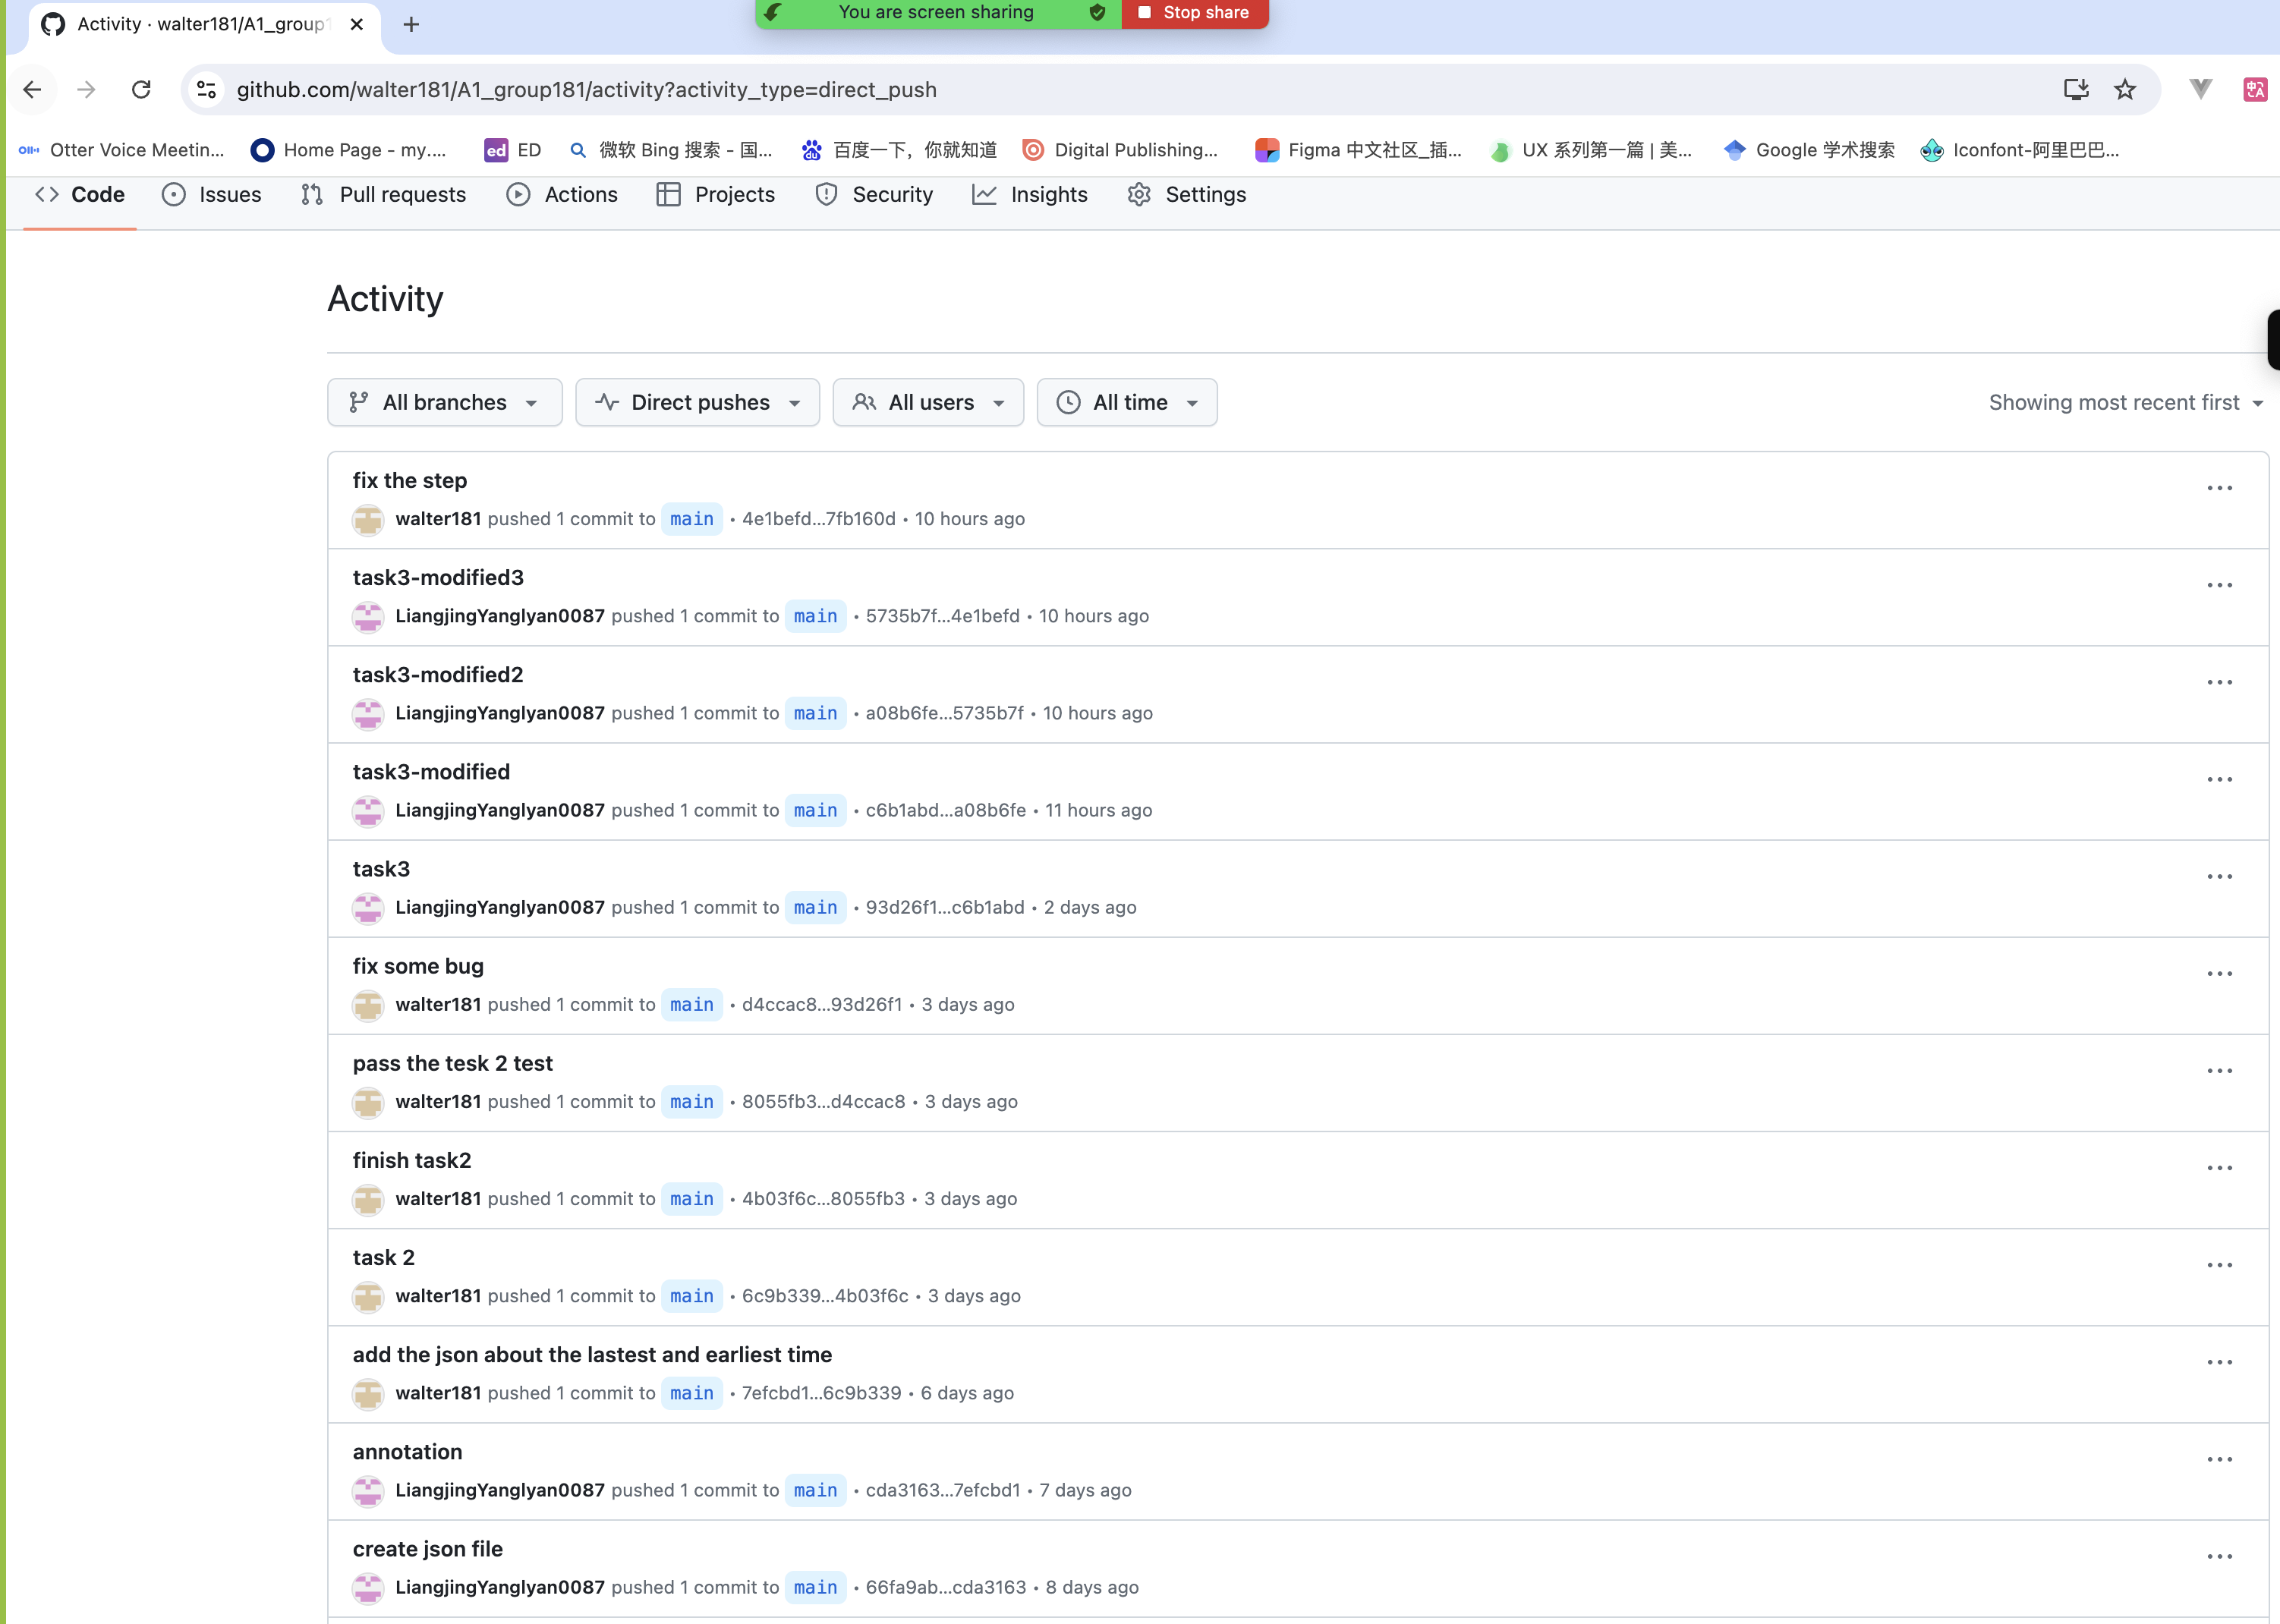 You are screen sharing Stop share
Activity · walter181/A1_group1
github.com/walter181/A1_group181/activity?activity_type=direct_push
Otter Voice Meetin... Home Page - my.... ED 微软 Bing 搜索 - 国... 百度一下，你就知道 Digital Publishing... Figma 中文社区_插... UX 系列第一篇 | 美... Google 学术搜索 Iconfont-阿里巴巴...
Code Issues Pull requests Actions Projects Security Insights Settings
Activity
All branches Direct pushes All users All time Showing most recent first
fix the step
walter181 pushed 1 commit to main • 4e1befd...7fb160d • 10 hours ago
task3-modified3
LiangjingYanglyan0087 pushed 1 commit to main • 5735b7f...4e1befd • 10 hours ago
task3-modified2
LiangjingYanglyan0087 pushed 1 commit to main • a08b6fe...5735b7f • 10 hours ago
task3-modified
LiangjingYanglyan0087 pushed 1 commit to main • c6b1abd...a08b6fe • 11 hours ago
task3
LiangjingYanglyan0087 pushed 1 commit to main • 93d26f1...c6b1abd • 2 days ago
fix some bug
walter181 pushed 1 commit to main • d4ccac8...93d26f1 • 3 days ago
pass the tesk 2 test
walter181 pushed 1 commit to main • 8055fb3...d4ccac8 • 3 days ago
finish task2
walter181 pushed 1 commit to main • 4b03f6c...8055fb3 • 3 days ago
task 2
walter181 pushed 1 commit to main • 6c9b339...4b03f6c • 3 days ago
add the json about the lastest and earliest time
walter181 pushed 1 commit to main • 7efcbd1...6c9b339 • 6 days ago
annotation
LiangjingYanglyan0087 pushed 1 commit to main • cda3163...7efcbd1 • 7 days ago
create json file
LiangjingYanglyan0087 pushed 1 commit to main • 66fa9ab...cda3163 • 8 days ago